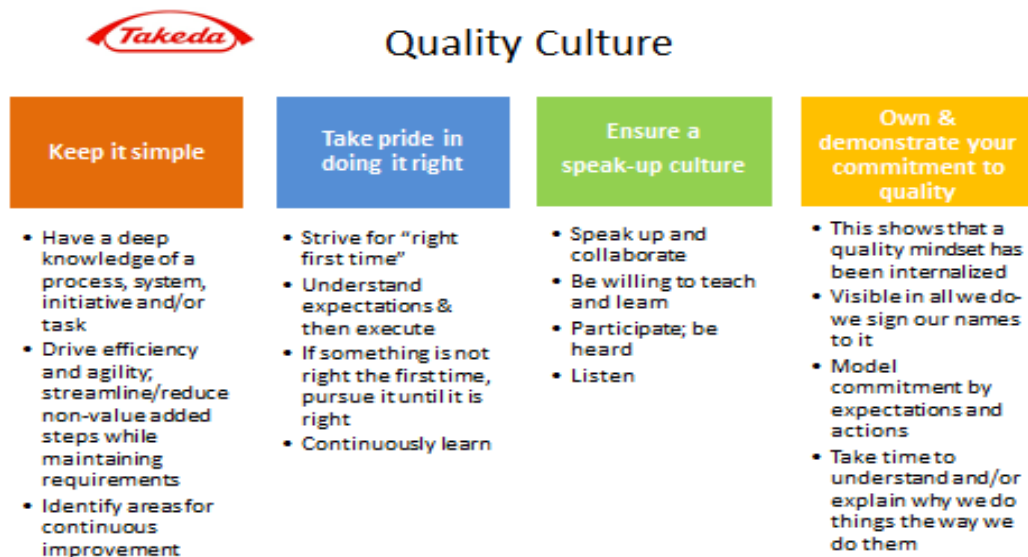 Takeda
Quality Culture
Keep it simple
• Have a deep
knowledge of a
process, system,
initiative and/or
task
• Drive efficiency
and agility;
streamline/reduce
non-value added
steps while
maintaining
requirements
• Identify areas for
continuous
improvement
Take pride in
doing it right
• Strive for “right
first time”
• Understand
expectations &
then execute
• If something is not
right the first time,
pursue it until it is
right
• Continuously learn
Ensure a
speak-up culture
• Speak up and
collaborate
• Be willing to teach
and learn
• Participate; be
heard
• Listen
Own &
demonstrate your
commitment to
quality
• This shows that a
quality mindset has
been internalized
• Visible in all we do-
we sign our names
to it
• Model
commitment by
expectations and
actions
• Take time to
understand and/or
explain why we do
things the way we
do them